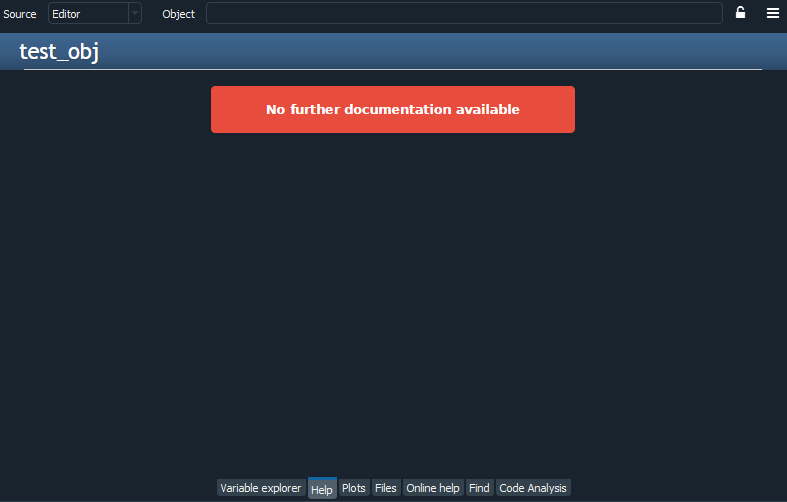 Source Editor Object
test_obj
No further documentation available
Variable explorer Help Plots Files Online help Find Code Analysis